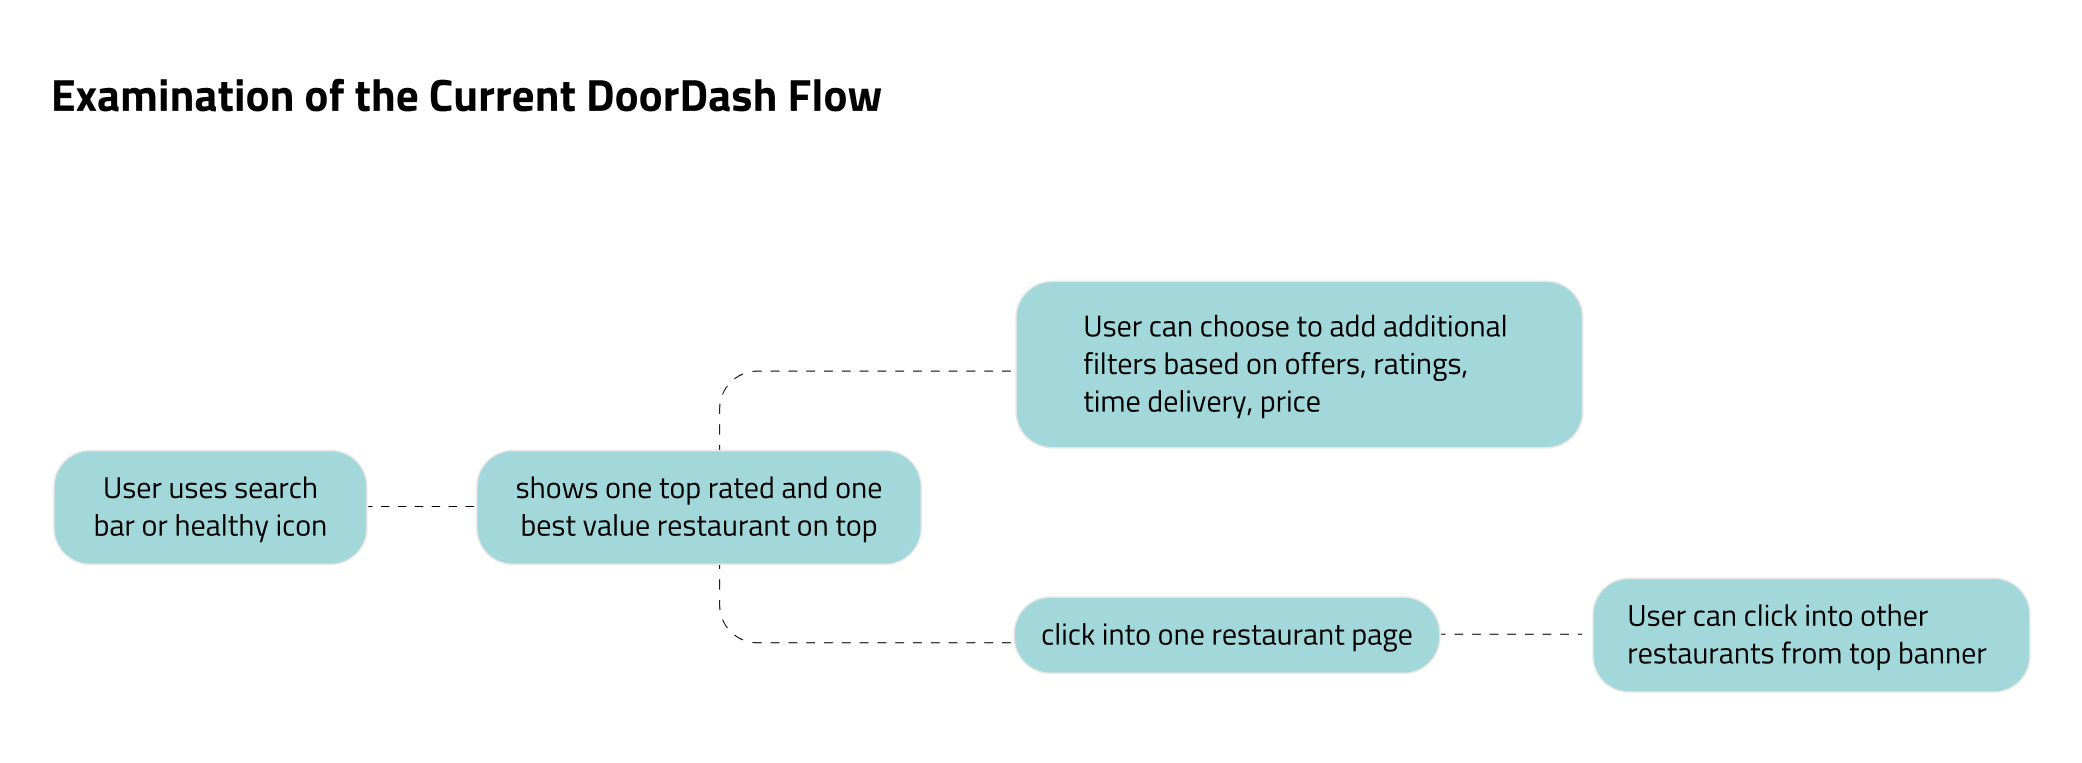 Examination of the Current DoorDash Flow
User uses search
bar or healthy icon
shows one top rated and one
best value restaurant on top
User can choose to add additional
filters based on offers, ratings,
time delivery, price
click into one restaurant page
User can click into other
restaurants from top banner